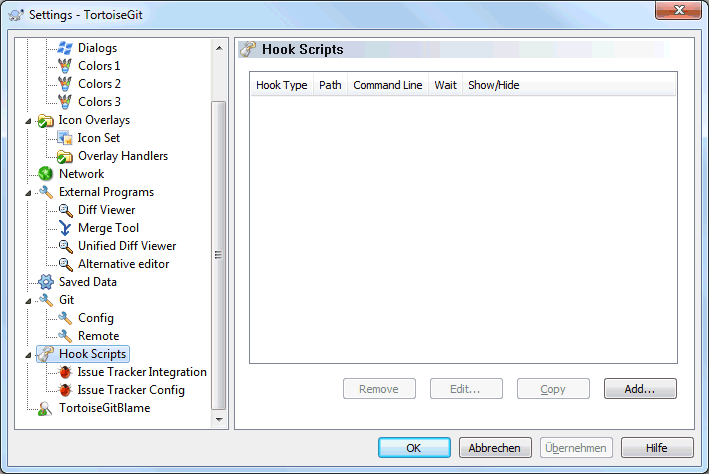 Settings - TortoiseGit
Dialogs
Colors 1
Colors 2
Colors 3
Icon Overlays
Icon Set
Overlay Handlers
Network
External Programs
Diff Viewer
Merge Tool
Unified Diff Viewer
Alternative editor
Saved Data
Git
Config
Remote
Hook Scripts
Issue Tracker Integration
Issue Tracker Config
TortoiseGitBlame
Hook Scripts
Hook Type Path Command Line Wait Show/Hide
Remove Edit... Copy Add...
OK Abbrechen Übernehmen Hilfe